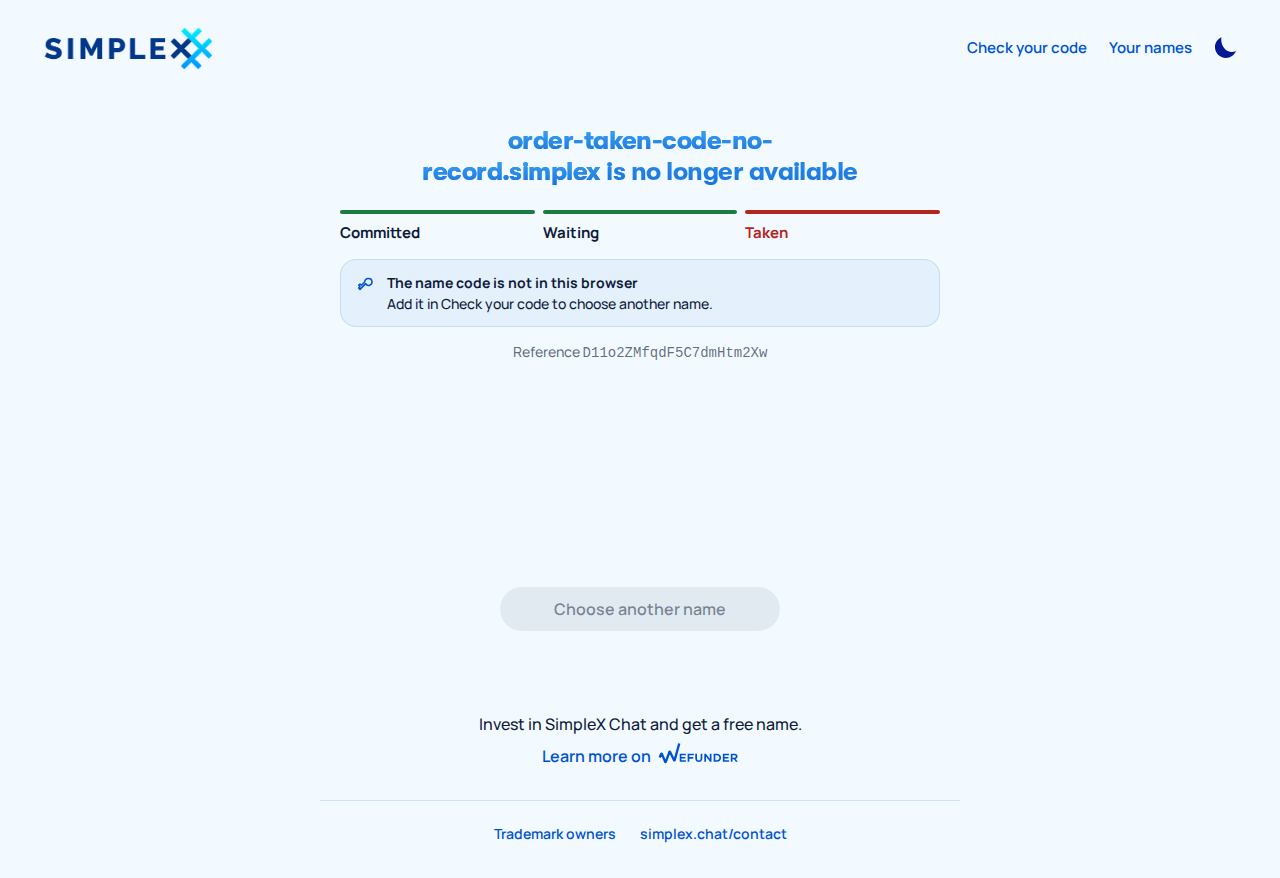 SIMPLEX
Check your code
Your names
order-taken-code-no-
record.simplex is no longer available
Committed
Waiting
Taken
The name code is not in this browser
Add it in Check your code to choose another name.
Reference D11o2ZMfqdF5C7dmHtm2Xw
Choose another name
Invest in SimpleX Chat and get a free name.
Learn more on WEFUNDER
Trademark owners
simplex.chat/contact